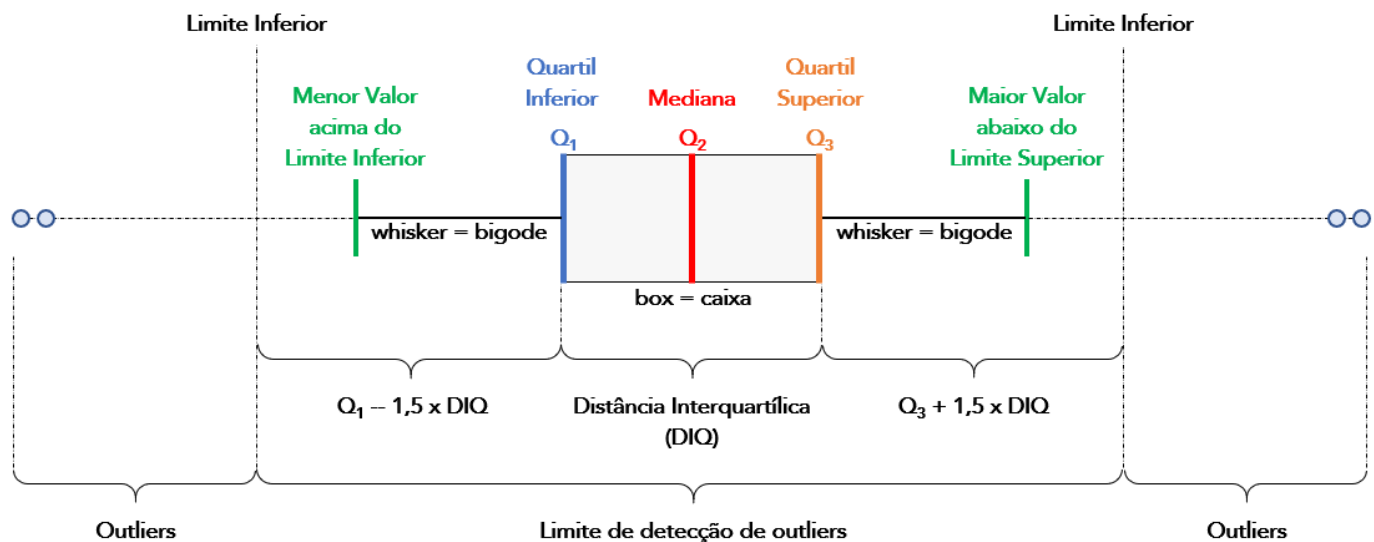 Limite Inferior
Limite Inferior
Quartil
Inferior
Quartil
Superior
Menor Valor
acima do
Limite Inferior
Mediana
Maior Valor
abaixo do
Limite Superior
Q1
Q2
Q3
whisker = bigode
whisker = bigode
box = caixa
Q1 – 1,5 x DIQ
Distância Interquartílica
(DIQ)
Q3 + 1,5 x DIQ
Outliers
Limite de detecção de outliers
Outliers